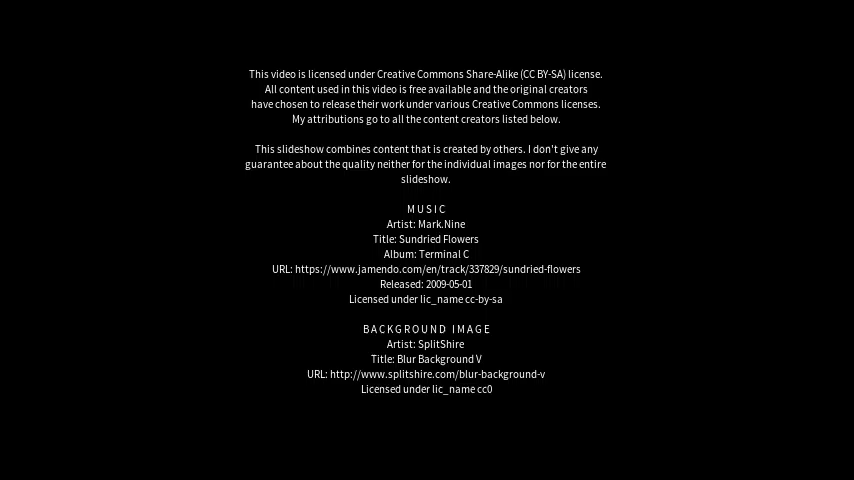 This video is licensed under Creative Commons Share-Alike (CC BY-SA) license.
All content used in this video is free available and the original creators
have chosen to release their work under various Creative Commons licenses.
My attributions go to all the content creators listed below.
This slideshow combines content that is created by others. I don't give any
guarantee about the quality neither for the individual images nor for the entire
slideshow.
MUSIC
Artist: Mark.Nine
Title: Sundried Flowers
Album: Terminal C
URL: https://www.jamendo.com/en/track/337829/sundried-flowers
Released: 2009-05-01
Licensed under lic_name cc-by-sa
BACKGROUND IMAGE
Artist: SplitShire
Title: Blur Background V
URL: http://www.splitshire.com/blur-background-v
Licensed under lic_name cc0